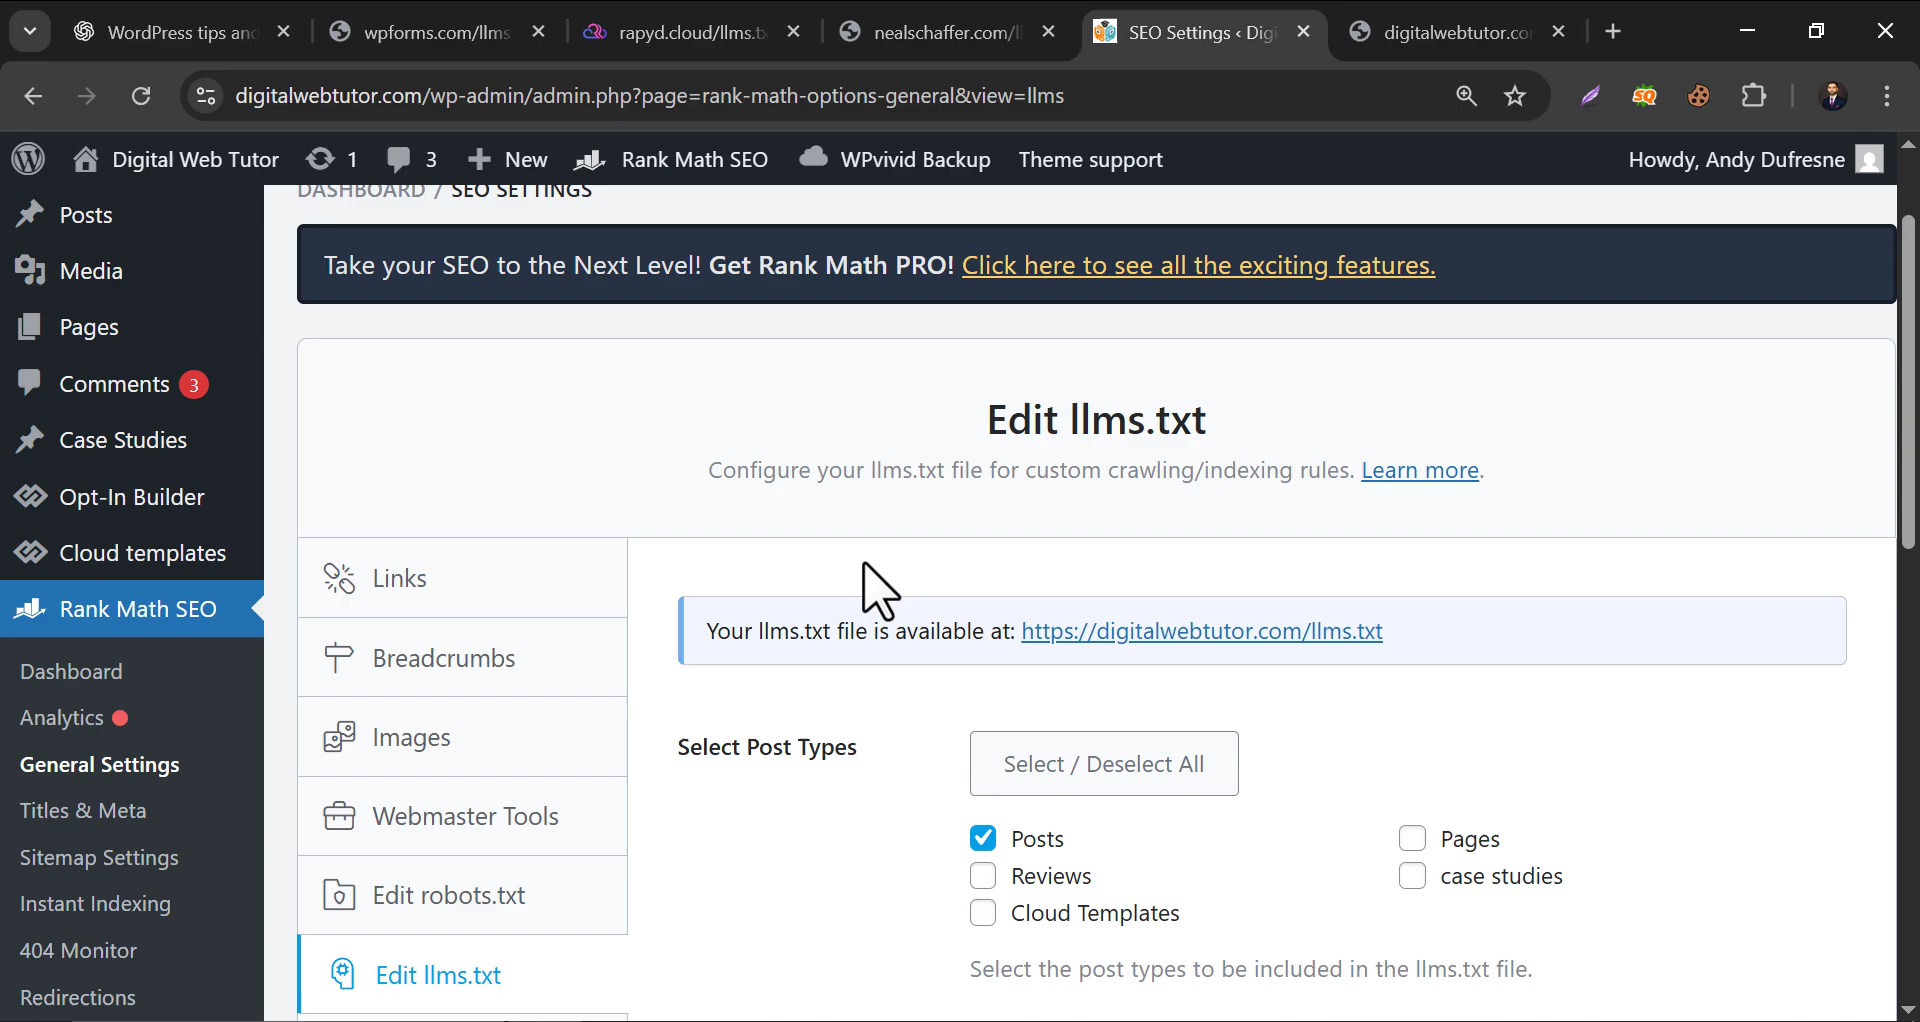 WordPress tips and
wpforms.com/llms.
rapyd.cloud/llms.tx
nealschaffer.com/ll
SEO Settings ‹ Digi
digitalwebtutor.co
digitalwebtutor.com/wp-admin/admin.php?page=rank-math-options-general&view=llms
Digital Web Tutor
1
3
New
Rank Math SEO
WPvivid Backup
Theme support
Howdy, Andy Dufresne
DASHBOARD / SEO SETTINGS
Posts
Media
Pages
Comments 3
Case Studies
Opt-In Builder
Cloud templates
Rank Math SEO
Dashboard
Analytics
General Settings
Titles & Meta
Sitemap Settings
Instant Indexing
404 Monitor
Redirections
Take your SEO to the Next Level! Get Rank Math PRO! Click here to see all the exciting features.
Edit llms.txt
Configure your llms.txt file for custom crawling/indexing rules. Learn more.
Links
Breadcrumbs
Images
Webmaster Tools
Edit robots.txt
Edit llms.txt
Your llms.txt file is available at: https://digitalwebtutor.com/llms.txt
Select Post Types
Select / Deselect All
Posts
Pages
Reviews
case studies
Cloud Templates
Select the post types to be included in the llms.txt file.